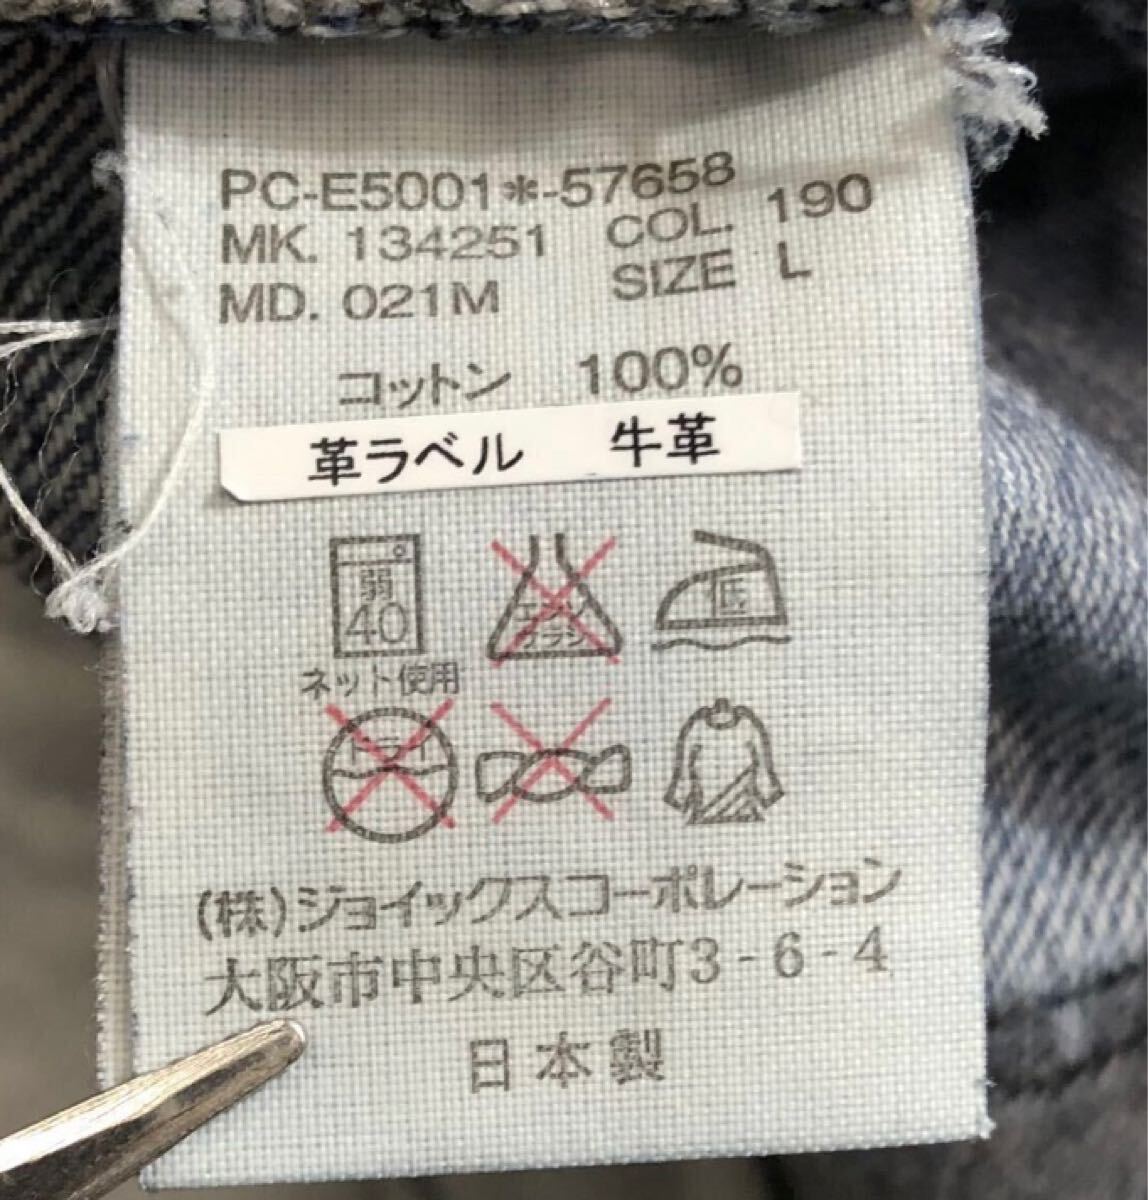 PC-E5001*-57658
MK. 134251 COL. 190
MD. 021M SIZE L
コットン 100%
革ラベル 牛革
弱
40
ネット使用
エンソ
フラシ
低
ドライ
(株)ジョイックスコーポレーション
大阪市中央区谷町3-6-4
日本製